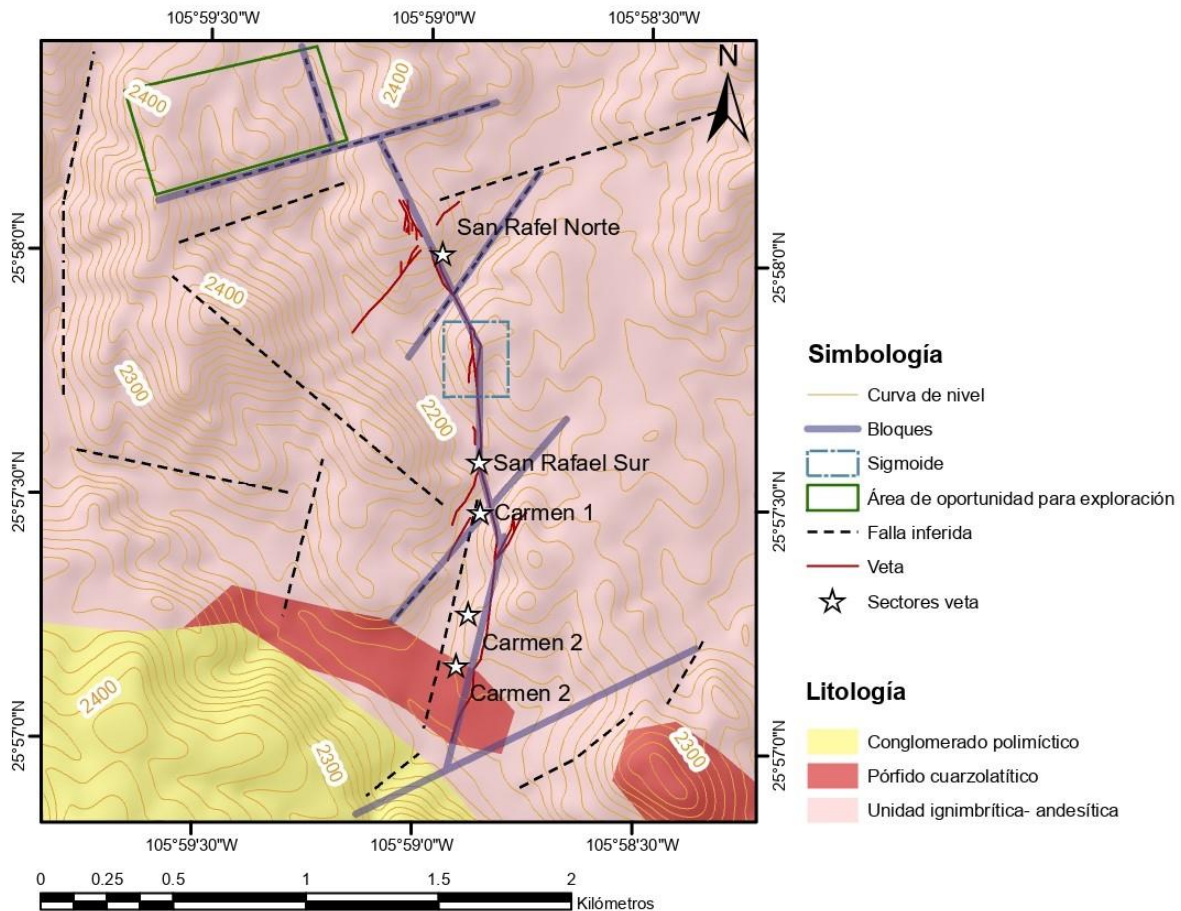 105°59'30"W 105°59'0"W 105°58'30"W
N
2400
2400
San Rafel Norte
25°58'0"N
25°58'0"N
2400
2300
2200
San Rafael Sur
25°57'30"N
Carmen 1
25°57'30"N
Carmen 2
Carmen 2
2400
2300
2300
25°57'0"N
25°57'0"N
105°59'30"W 105°59'0"W 105°58'30"W
0 0.25 0.5 1 1.5 2
Kilómetros
Simbología
Curva de nivel
Bloques
Sigmoide
Área de oportunidad para exploración
Falla inferida
Veta
Sectores veta
Litología
Conglomerado polimíctico
Pórfido cuarzolatítico
Unidad ignimbrítica- andesítica